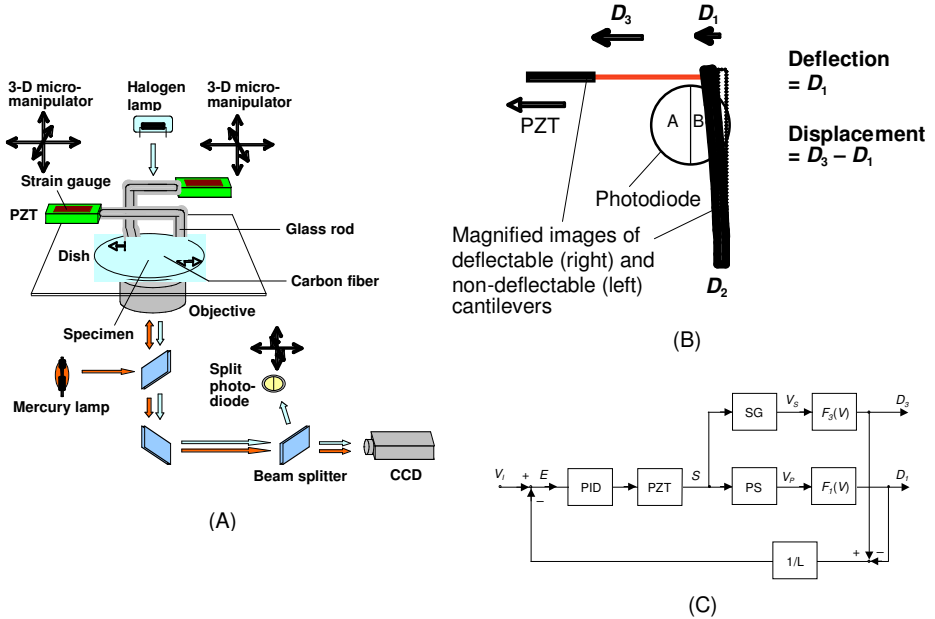 3-D micro-
manipulator
Halogen
lamp
3-D micro-
manipulator
Strain gauge
PZT
Glass rod
Dish
Carbon fiber
Objective
Specimen
Split
photo-
diode
Mercury lamp
Beam splitter
CCD
(A)
D3
D1
Deflection
= D1
PZT
A
B
Displacement
= D3 – D1
Photodiode
Magnified images of
deflectable (right) and
non-deflectable (left)
cantilevers
D2
(B)
SG
VS
F3(V)
D3
VI
+
E
PID
PZT
S
PS
VP
F1(V)
D1
–
1/L
+
–
(C)